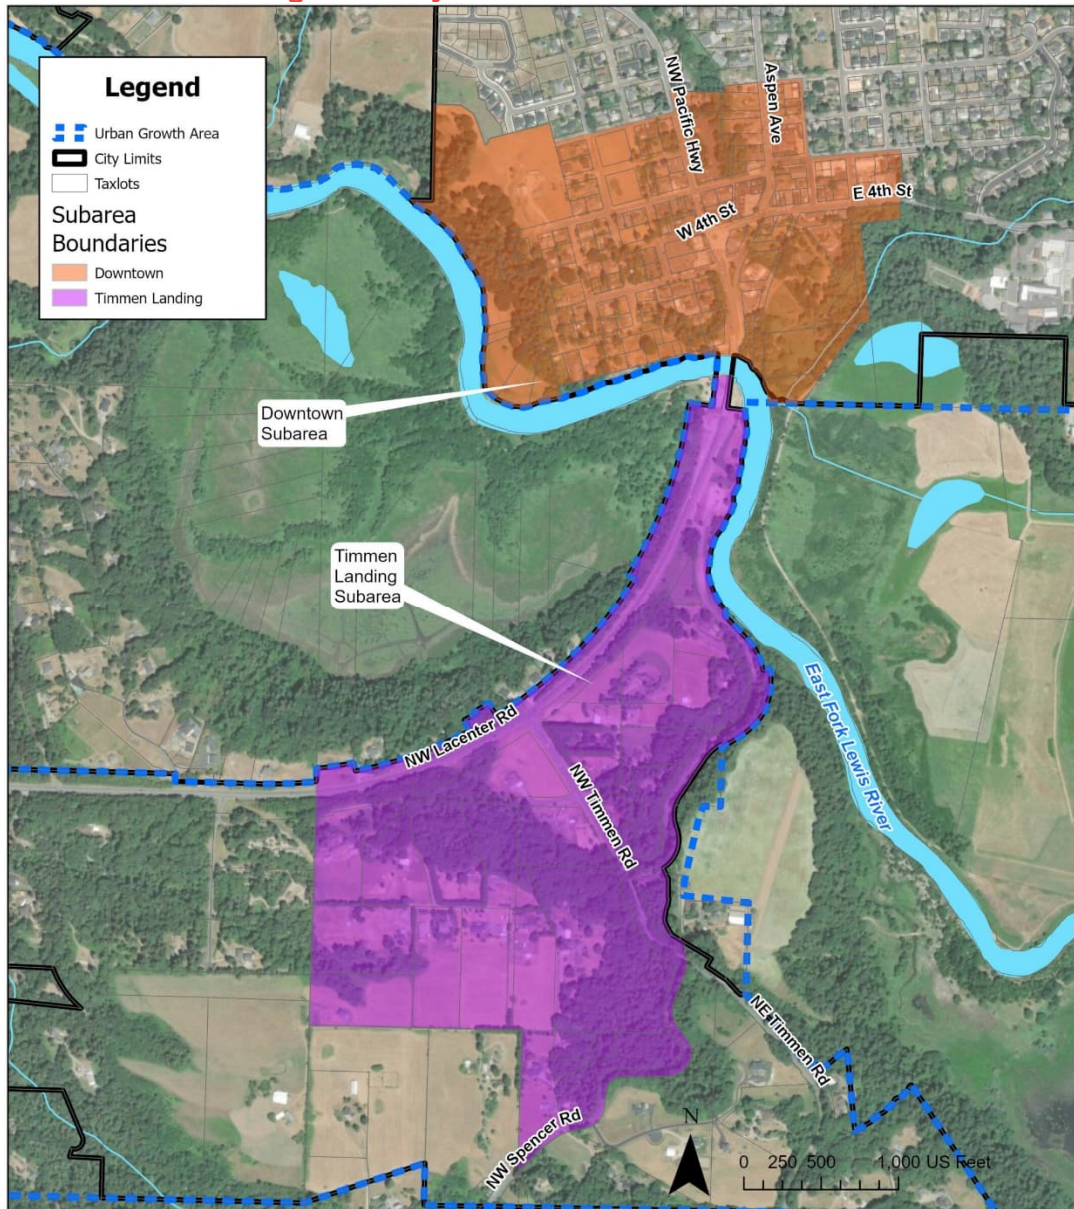 Legend
Urban Growth Area
City Limits
Taxlots
Subarea
Boundaries
Downtown
Timmen Landing
NW Pacific Hwy
Aspen Ave
E 4th St
W 4th St
Downtown
Subarea
Timmen
Landing
Subarea
NW Lacenter Rd
NW Timmen Rd
East Fork Lewis River
NE Timmen Rd
NW Spencer Rd
N
0 250 500 1,000 US Feet